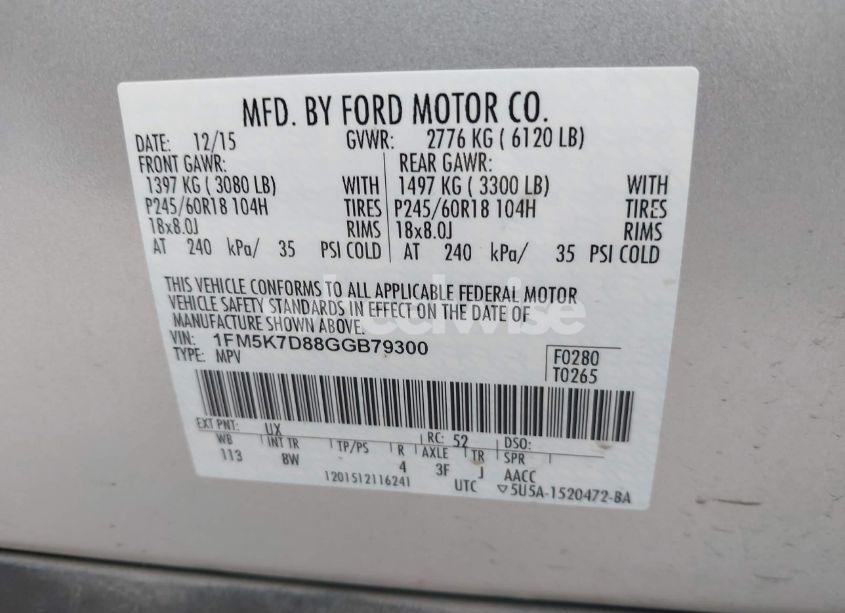 MFD. BY FORD MOTOR CO.
DATE: 12/15 GVWR: 2776 KG ( 6120 LB)
FRONT GAWR: REAR GAWR:
1397 KG ( 3080 LB) WITH 1497 KG ( 3300 LB) WITH
P245/60R18 104H TIRES P245/60R18 104H TIRES
18x8.0J RIMS 18x8.0J RIMS
AT 240 kPa/ 35 PSI COLD AT 240 kPa/ 35 PSI COLD
THIS VEHICLE CONFORMS TO ALL APPLICABLE FEDERAL MOTOR
VEHICLE SAFETY STANDARDS IN EFFECT ON THE DATE OF
MANUFACTURE SHOWN ABOVE.
VIN: 1FM5K7D88GGB79300
TYPE: MPV
F0280
T0265
EXT PNT: UX RC: 52 DSO:
WB INT TR TP/PS R AXLE TR SPR
113 8W 4 3F J AACC
1201512116241 UTC ▽5U5A-1520472-BA